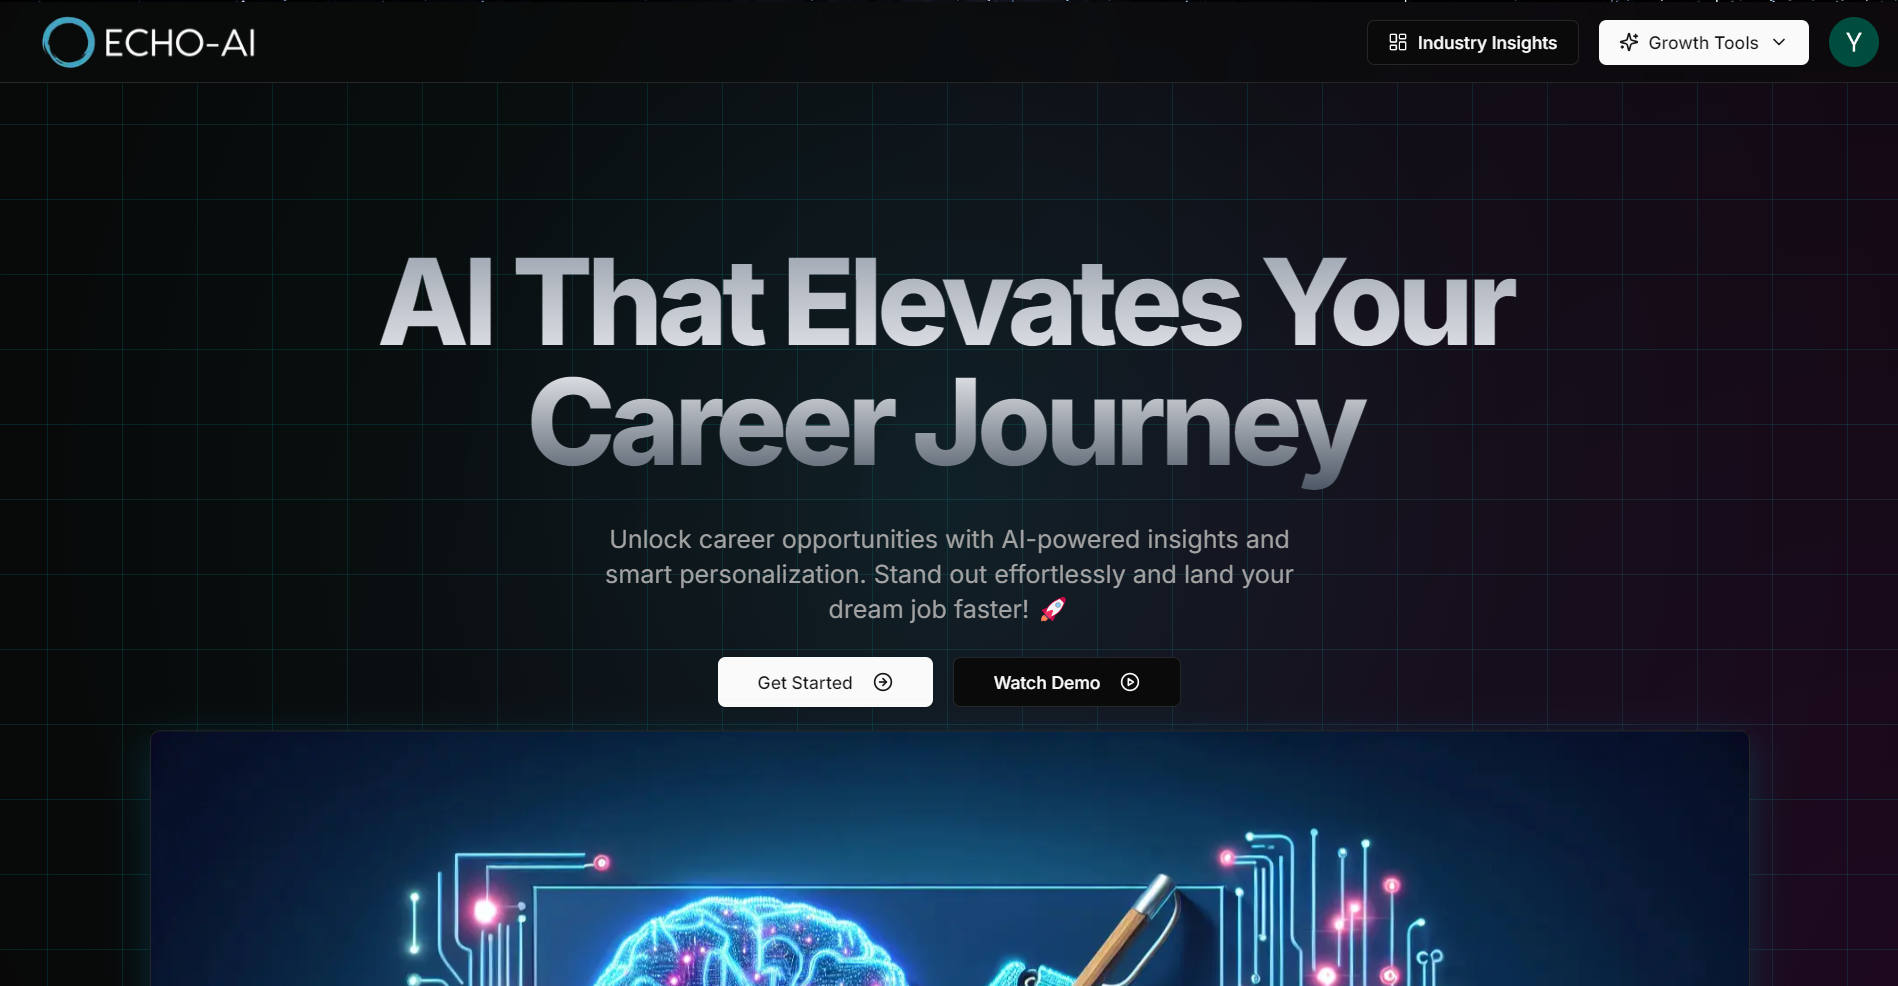 ECHO-AI
Industry Insights
Growth Tools
Y
AI That Elevates Your
Career Journey
Unlock career opportunities with AI-powered insights and
smart personalization. Stand out effortlessly and land your
dream job faster! 🚀
Get Started
Watch Demo